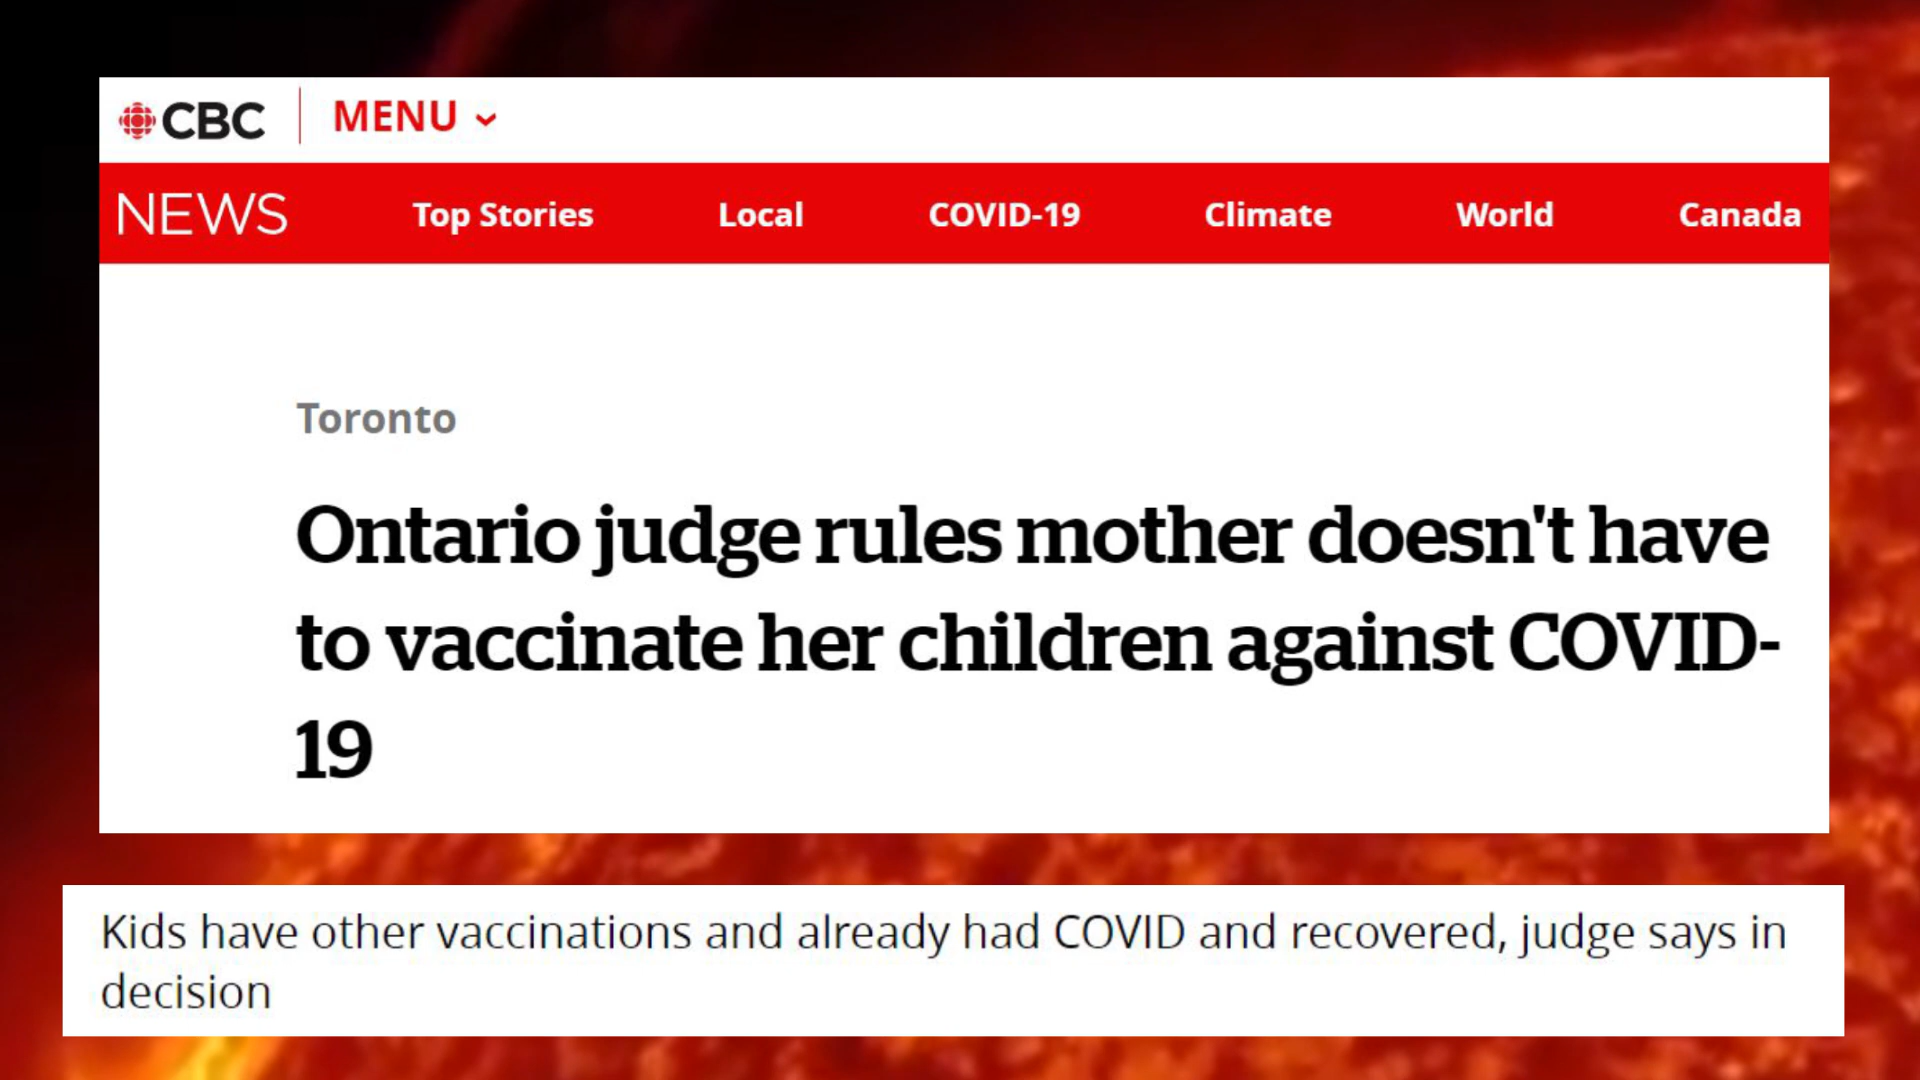 CBC MENU
NEWS Top Stories Local COVID-19 Climate World Canada
Toronto
Ontario judge rules mother doesn't have
to vaccinate her children against COVID-
19
Kids have other vaccinations and already had COVID and recovered, judge says in
decision